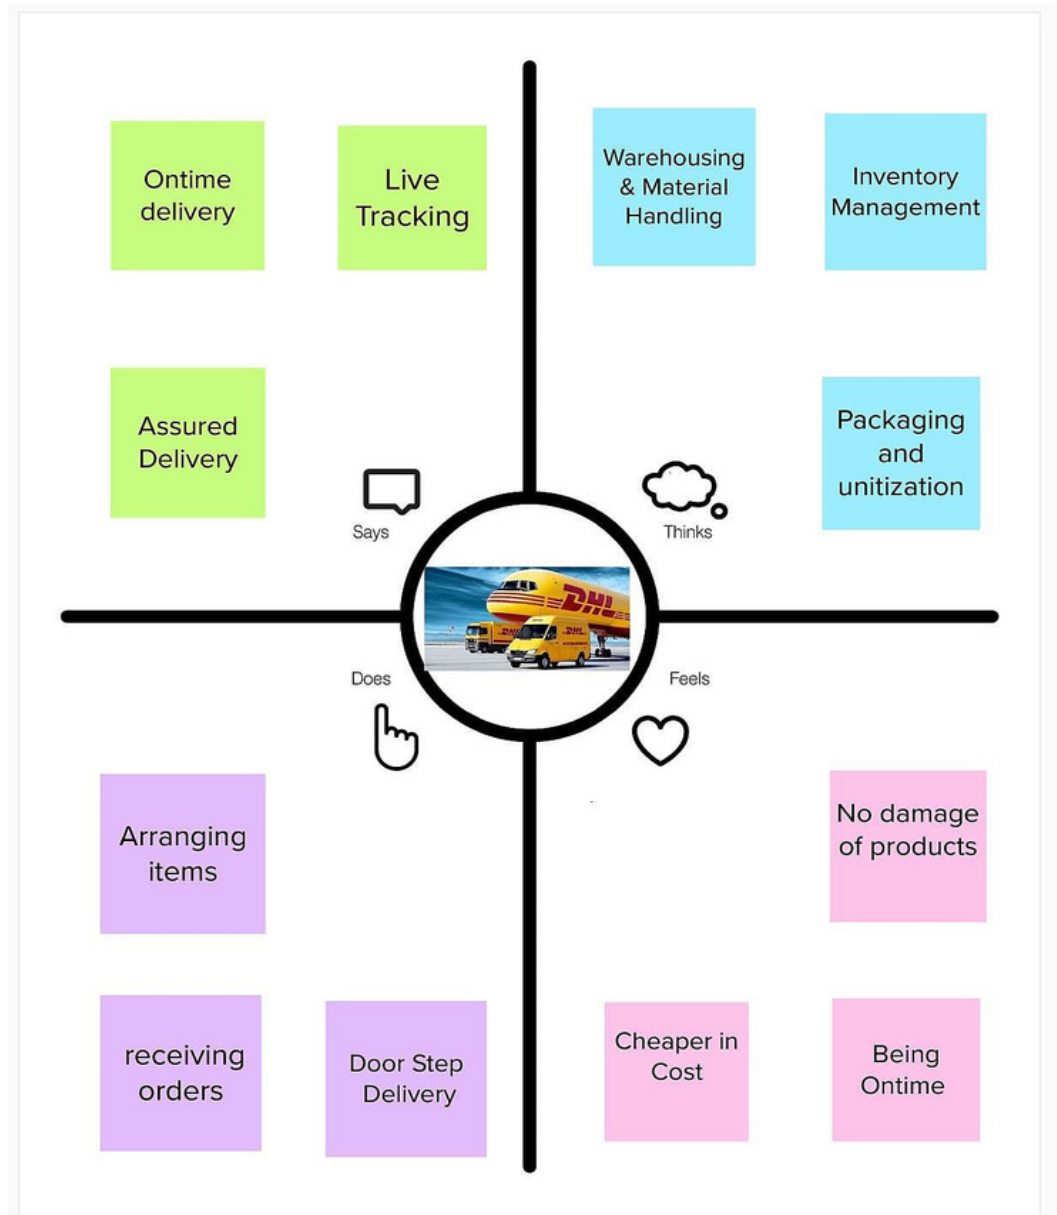 Ontime
delivery
Live
Tracking
Assured
Delivery
Says
Warehousing
& Material
Handling
Inventory
Management
Packaging
and
unitization
Thinks
DHL
DHL
DHL
Does
Arranging
items
receiving
orders
Door Step
Delivery
Feels
No damage
of products
Cheaper in
Cost
Being
Ontime